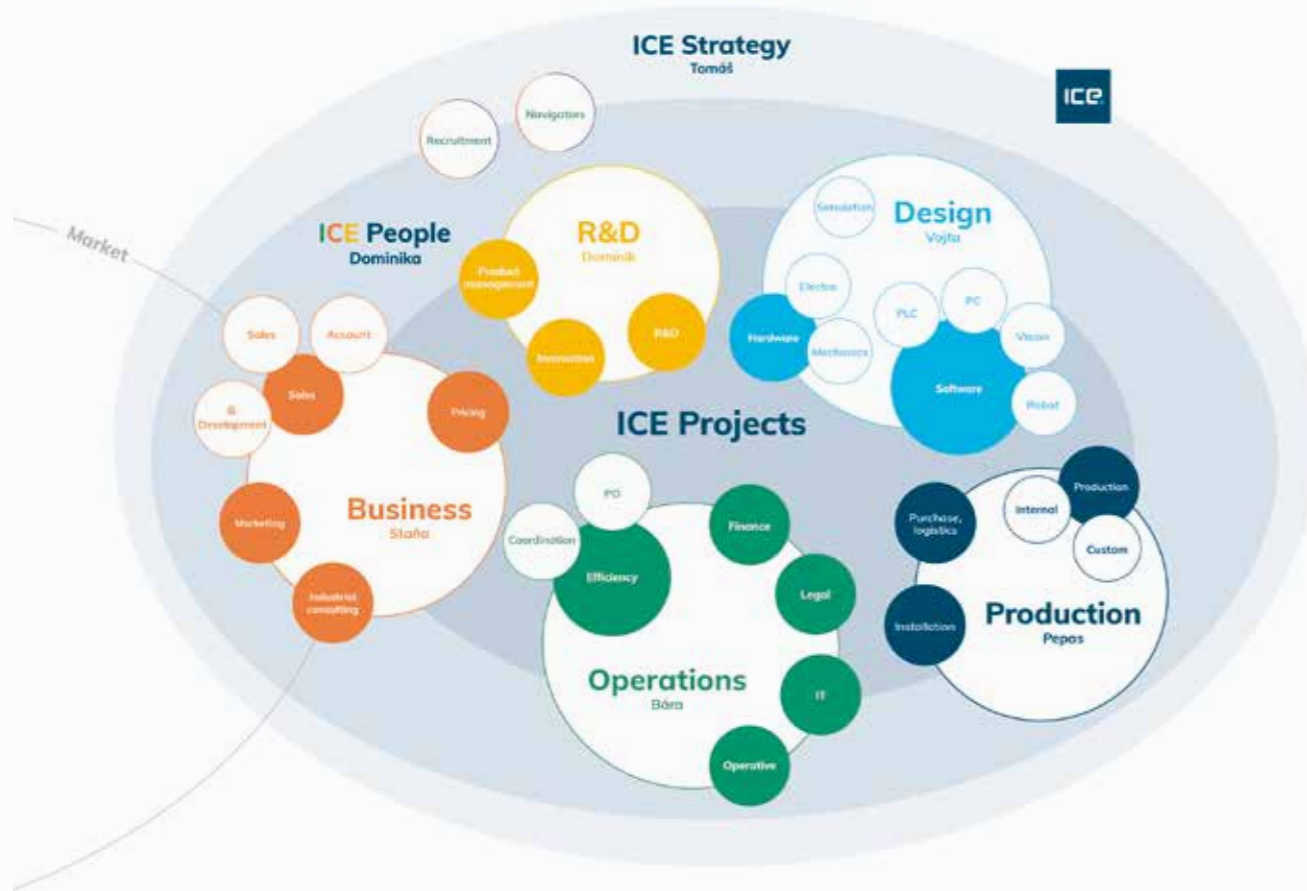 ICE Strategy
Tomáš
ICE
Navigators
Recruitment
Market
ICE People
Dominika
R&D
Dominik
Product
management
Innovation
R&D
Design
Vojta
Simulation
Electro
Hardware
Mechanics
PLC
PC
Vision
Software
Robot
Sales
Account
Sales
&
Development
Pricing
Marketing
Business
Staňa
Industrial
consulting
ICE Projects
PO
Coordination
Efficiency
Finance
Legal
Operations
Bára
IT
Operative
Production
Purchase,
logistics
Internal
Custom
Installation
Production
Pepas